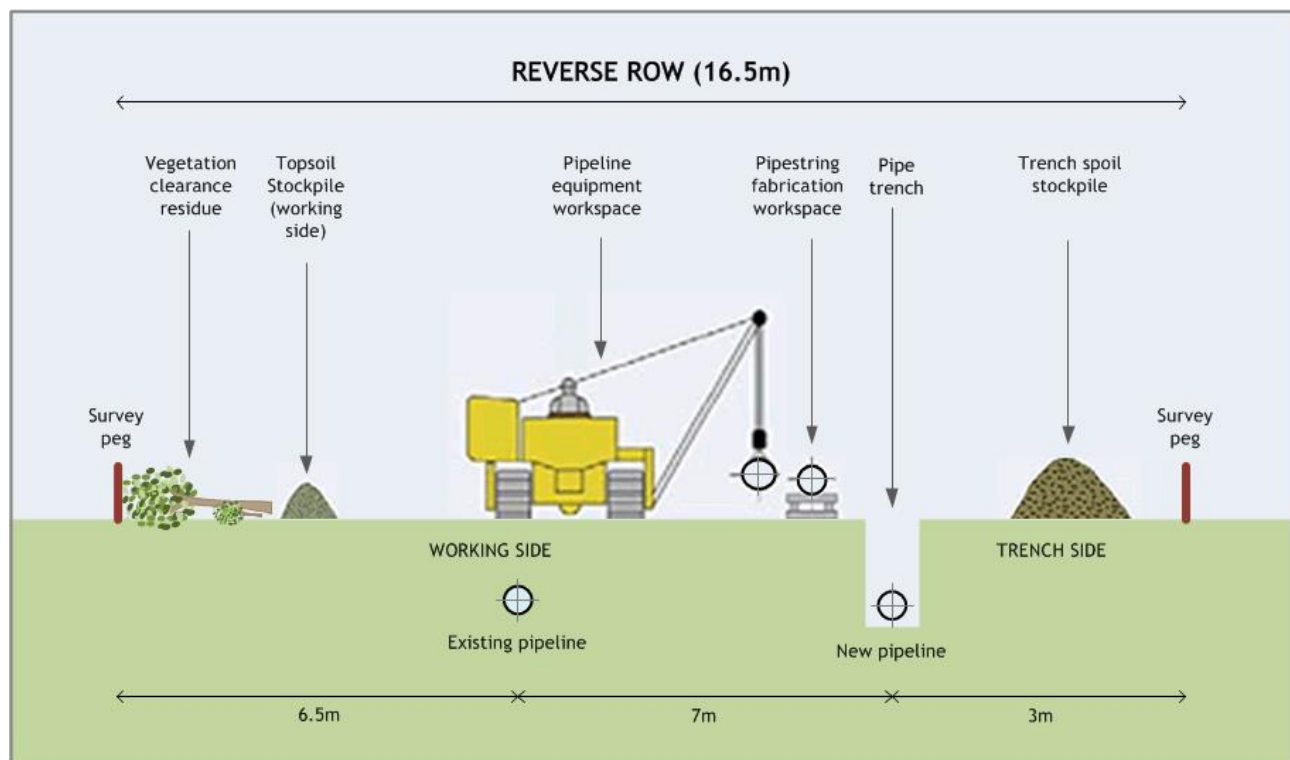 REVERSE ROW (16.5m)
Vegetation
clearance
residue
Topsoil
Stockpile
(working
side)
Pipeline
equipment
workspace
Pipestring
fabrication
workspace
Pipe
trench
Trench spoil
stockpile
Survey
peg
Survey
peg
WORKING SIDE
TRENCH SIDE
Existing pipeline
New pipeline
6.5m
7m
3m